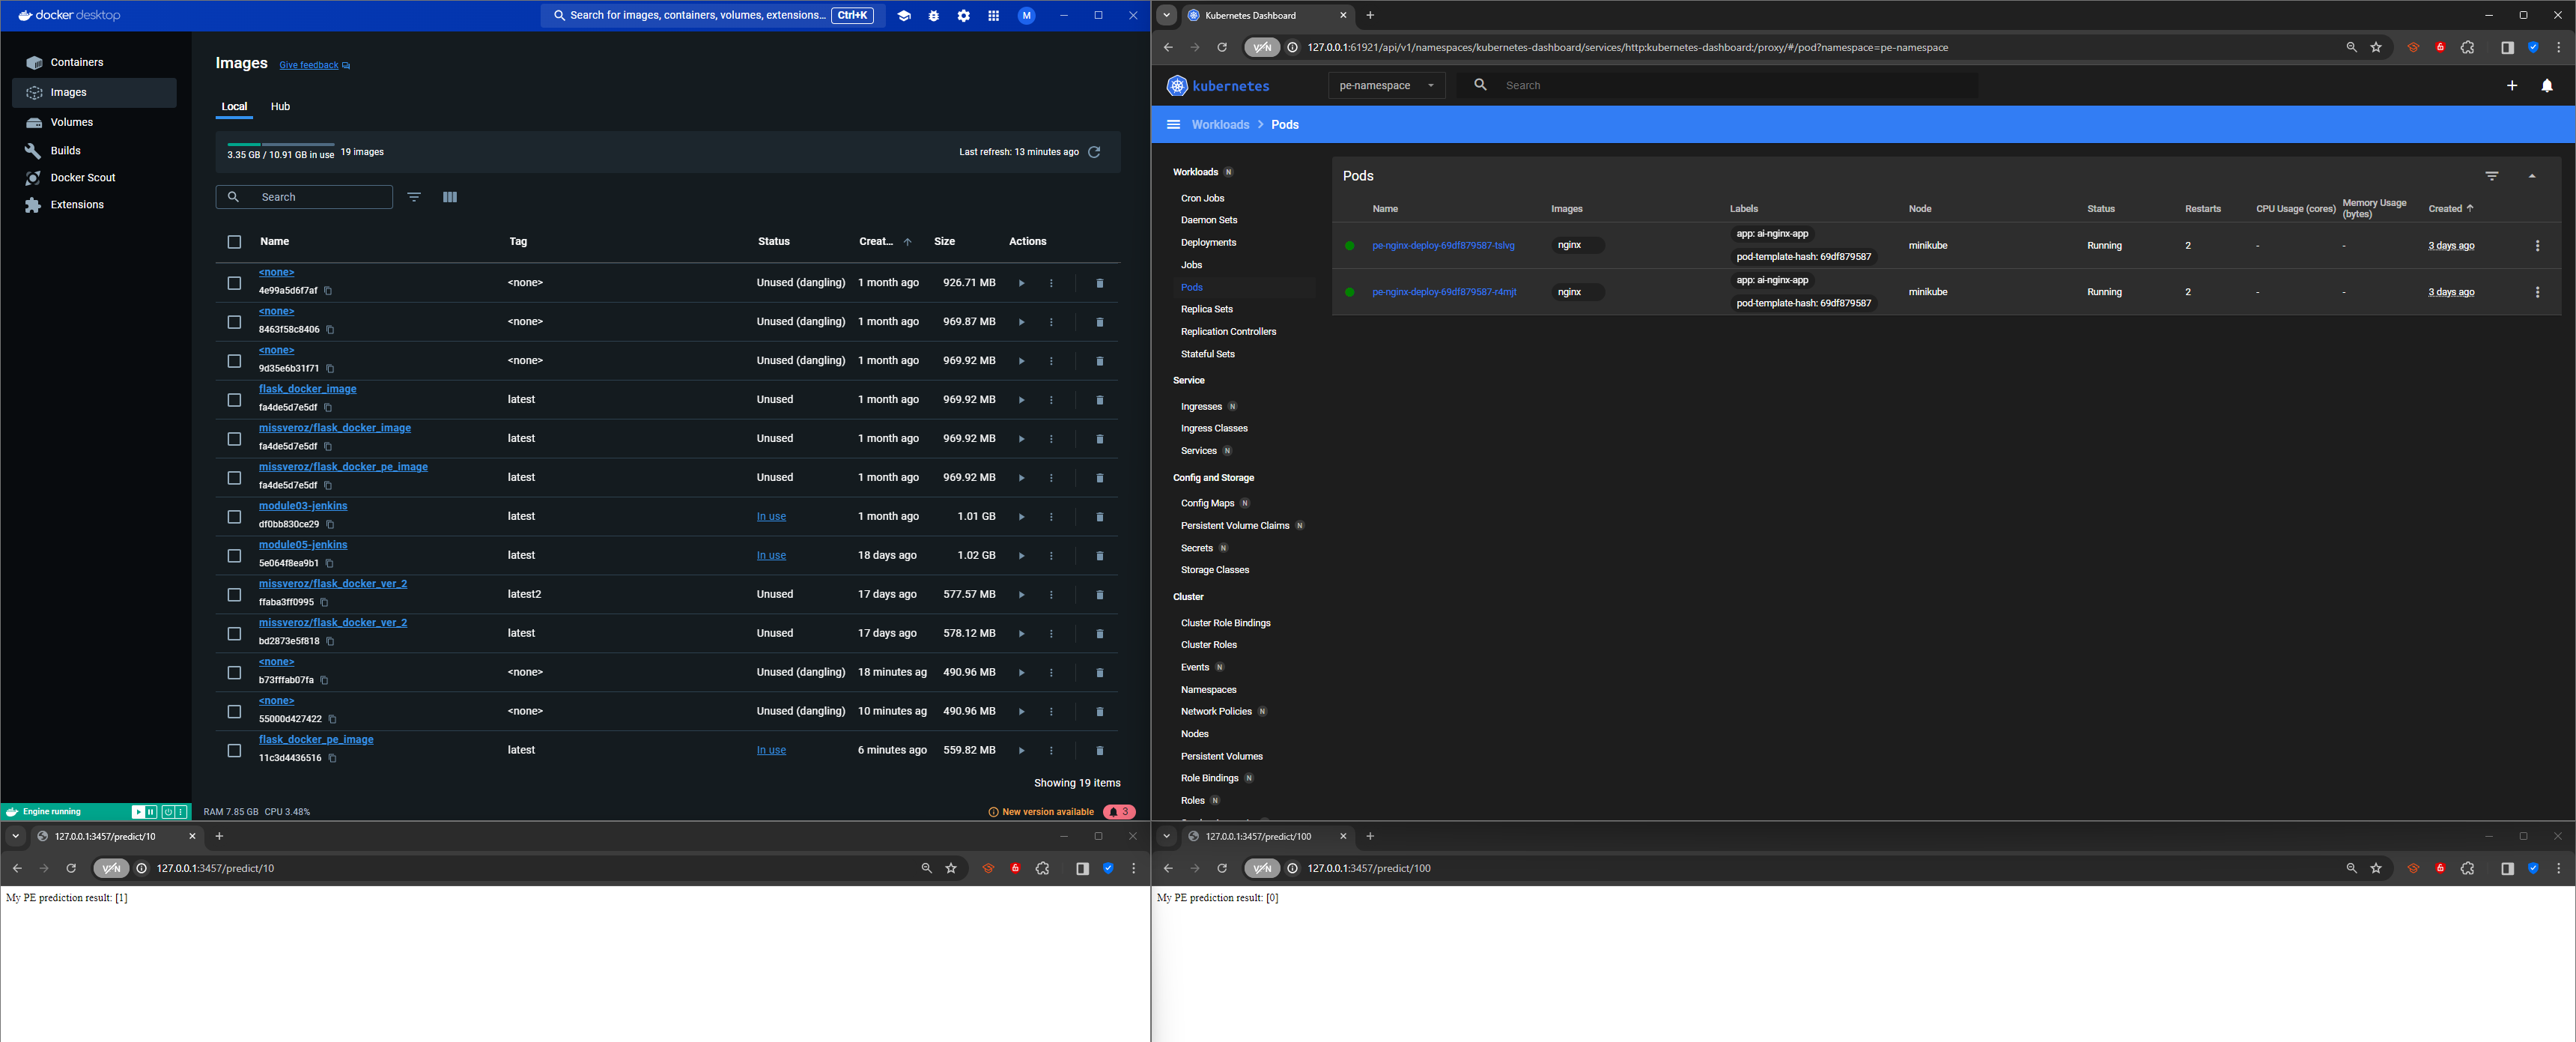 docker desktop
Search for images, containers, volumes, extensions... Ctrl+K
M
Containers
Images
Volumes
Builds
Docker Scout
Extensions
Images Give feedback
Local Hub
3.35 GB / 10.91 GB in use 19 images Last refresh: 13 minutes ago
Search
Name Tag Status Creat... Size Actions
<none>
4e99a5d6f7af <none> Unused (dangling) 1 month ago 926.71 MB
<none>
8463f58c8406 <none> Unused (dangling) 1 month ago 969.87 MB
<none>
9d35e6b31f71 <none> Unused (dangling) 1 month ago 969.92 MB
flask_docker_image
fa4de5d7e5df latest Unused 1 month ago 969.92 MB
missveroz/flask_docker_image
fa4de5d7e5df latest Unused 1 month ago 969.92 MB
missveroz/flask_docker_pe_image
fa4de5d7e5df latest Unused 1 month ago 969.92 MB
module03-jenkins
df0bb830ce29 latest In use 1 month ago 1.01 GB
module05-jenkins
5e064f8ea9b1 latest In use 18 days ago 1.02 GB
missveroz/flask_docker_ver_2
ffaba3ff0995 latest2 Unused 17 days ago 577.57 MB
missveroz/flask_docker_ver_2
bd2873e5f818 latest Unused 17 days ago 578.12 MB
<none>
b73fffab07fa <none> Unused (dangling) 18 minutes ag 490.96 MB
<none>
55000d427422 <none> Unused (dangling) 10 minutes ag 490.96 MB
flask_docker_pe_image
11c3d4436516 latest In use 6 minutes ago 559.82 MB
Showing 19 items
Engine running RAM 7.85 GB CPU 3.48% New version available 3
Kubernetes Dashboard
127.0.0.1:61921/api/v1/namespaces/kubernetes-dashboard/services/http:kubernetes-dashboard:/proxy/#/pod?namespace=pe-namespace
kubernetes pe-namespace Search
Workloads > Pods
Workloads N
Cron Jobs
Daemon Sets
Deployments
Jobs
Pods
Replica Sets
Replication Controllers
Stateful Sets
Service
Ingresses N
Ingress Classes
Services N
Config and Storage
Config Maps N
Persistent Volume Claims N
Secrets N
Storage Classes
Cluster
Cluster Role Bindings
Cluster Roles
Events N
Namespaces
Network Policies N
Nodes
Persistent Volumes
Role Bindings N
Roles N
Pods
Name Images Labels Node Status Restarts CPU Usage (cores) Memory Usage (bytes) Created
pe-nginx-deploy-69df879587-tslvg nginx app: ai-nginx-app pod-template-hash: 69df879587 minikube Running 2 - - 3 days ago
pe-nginx-deploy-69df879587-r4mjt nginx app: ai-nginx-app pod-template-hash: 69df879587 minikube Running 2 - - 3 days ago
127.0.0.1:3457/predict/10
VPN 127.0.0.1:3457/predict/10
My PE prediction result: [1]
127.0.0.1:3457/predict/100
VPN 127.0.0.1:3457/predict/100
My PE prediction result: [0]